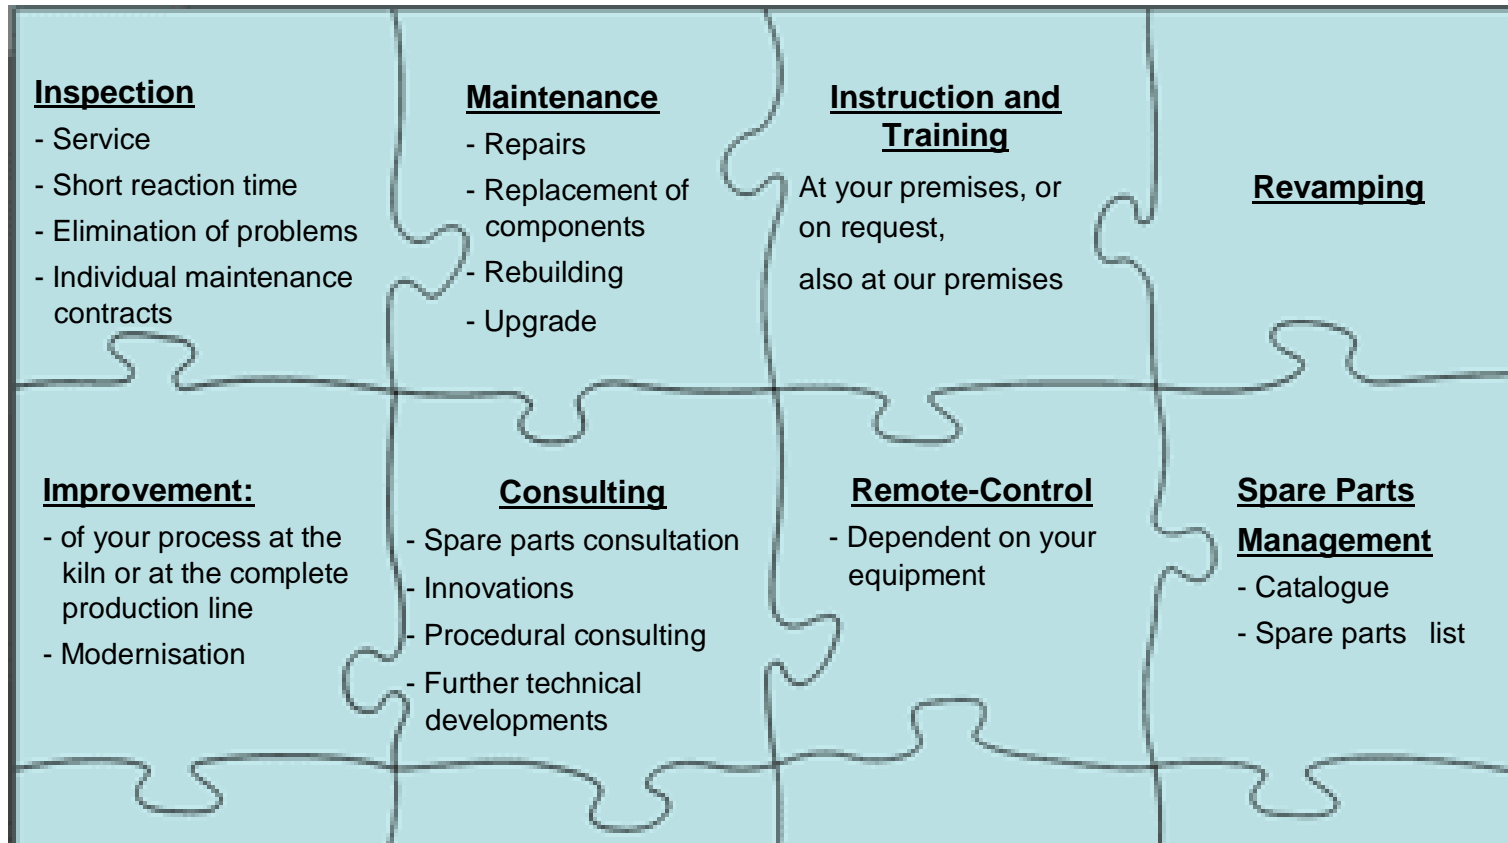 Inspection
- Service
- Short reaction time
- Elimination of problems
- Individual maintenance
contracts
Maintenance
- Repairs
- Replacement of
components
- Rebuilding
- Upgrade
Instruction and
Training
At your premises, or
on request,
also at our premises
Revamping
Improvement:
- of your process at the
kiln or at the complete
production line
- Modernisation
Consulting
- Spare parts consultation
- Innovations
- Procedural consulting
- Further technical
developments
Remote-Control
- Dependent on your
equipment
Spare Parts
Management
- Catalogue
- Spare parts list